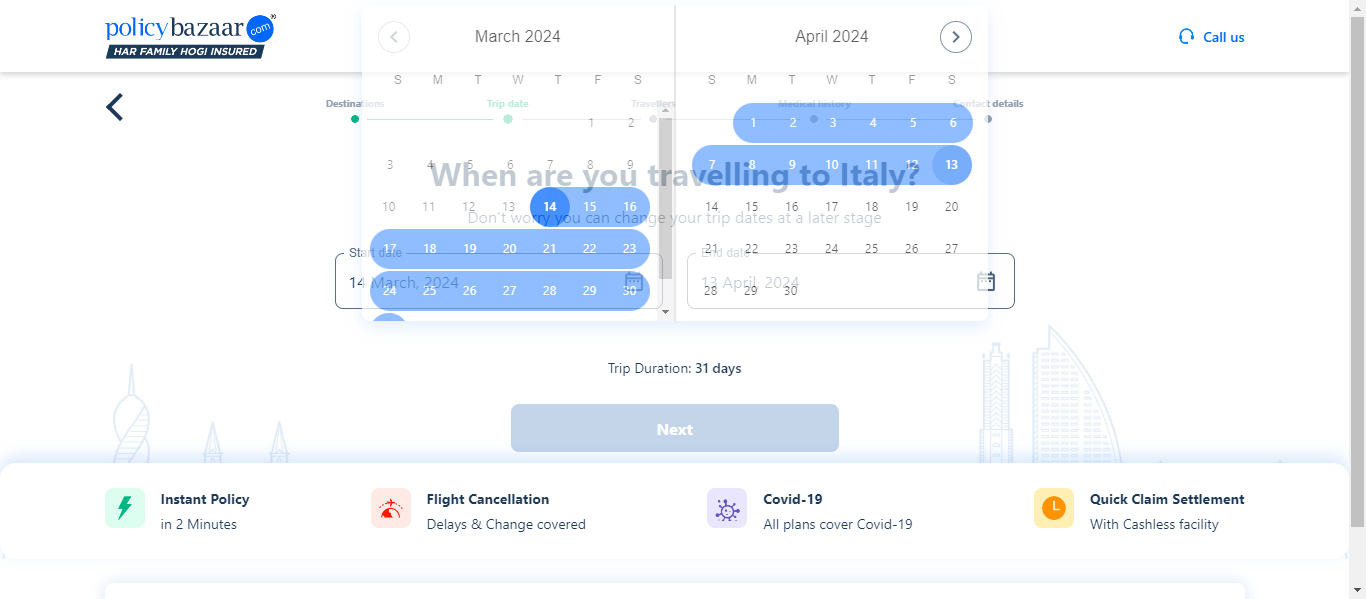 policybazaar.com®
HAR FAMILY HOGI INSURED
Call us
March 2024
April 2024
S M T W T F S
1 2
3 4 5 6 7 8 9
10 11 12 13 14 15 16
17 18 19 20 21 22 23
24 25 26 27 28 29 30
S M T W T F S
1 2 3 4 5 6
7 8 9 10 11 12 13
14 15 16 17 18 19 20
21 22 23 24 25 26 27
28 29 30
Destinations
Trip date
Travellers
Medical history
Contact details
When are you travelling to Italy?
Don't worry you can change your trip dates at a later stage
Start date
14 March, 2024
End date
13 April, 2024
Trip Duration: 31 days
Next
Instant Policy
in 2 Minutes
Flight Cancellation
Delays & Change covered
Covid-19
All plans cover Covid-19
Quick Claim Settlement
With Cashless facility